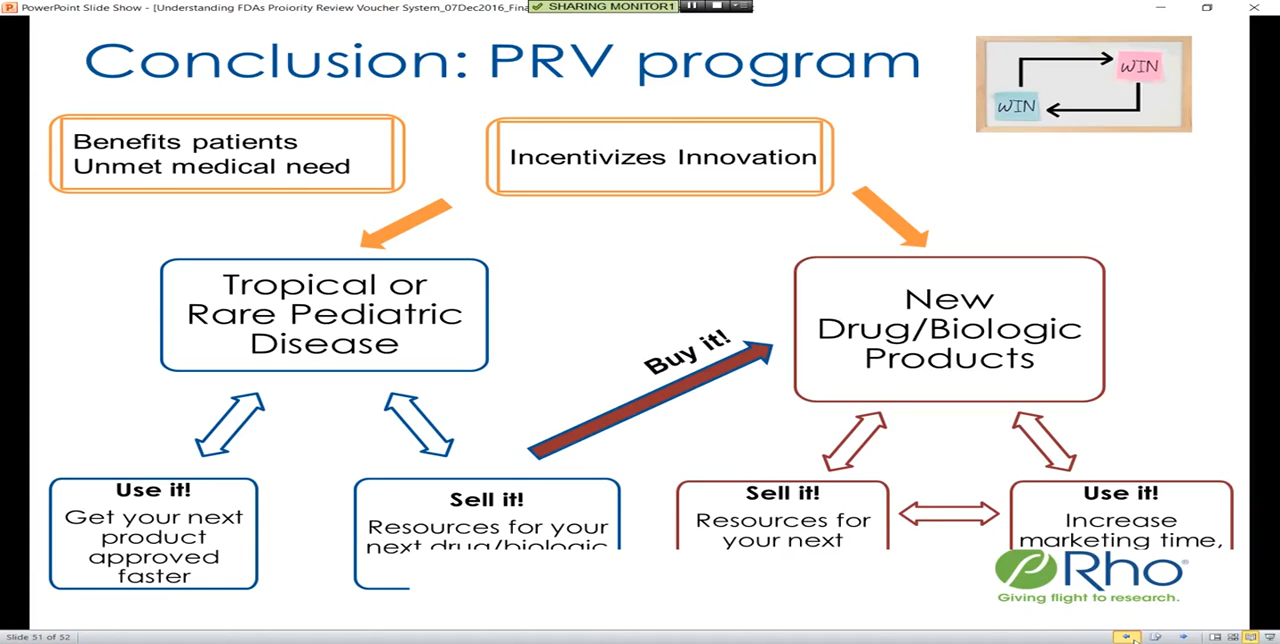 PowerPoint Slide Show - [Understanding FDAs Proiority Review Voucher System_07Dec2016_Fina
SHARING MONITOR1
Conclusion: PRV program
WIN
WIN
Benefits patients
Unmet medical need
Incentivizes Innovation
Tropical or
Rare Pediatric
Disease
New
Drug/Biologic
Products
Buy it!
Use it!
Get your next
product
approved
faster
Sell it!
Resources for your
next drug/biologic
Sell it!
Resources for
your next
Use it!
Increase
marketing time,
Rho
Giving flight to research.
Slide 51 of 52